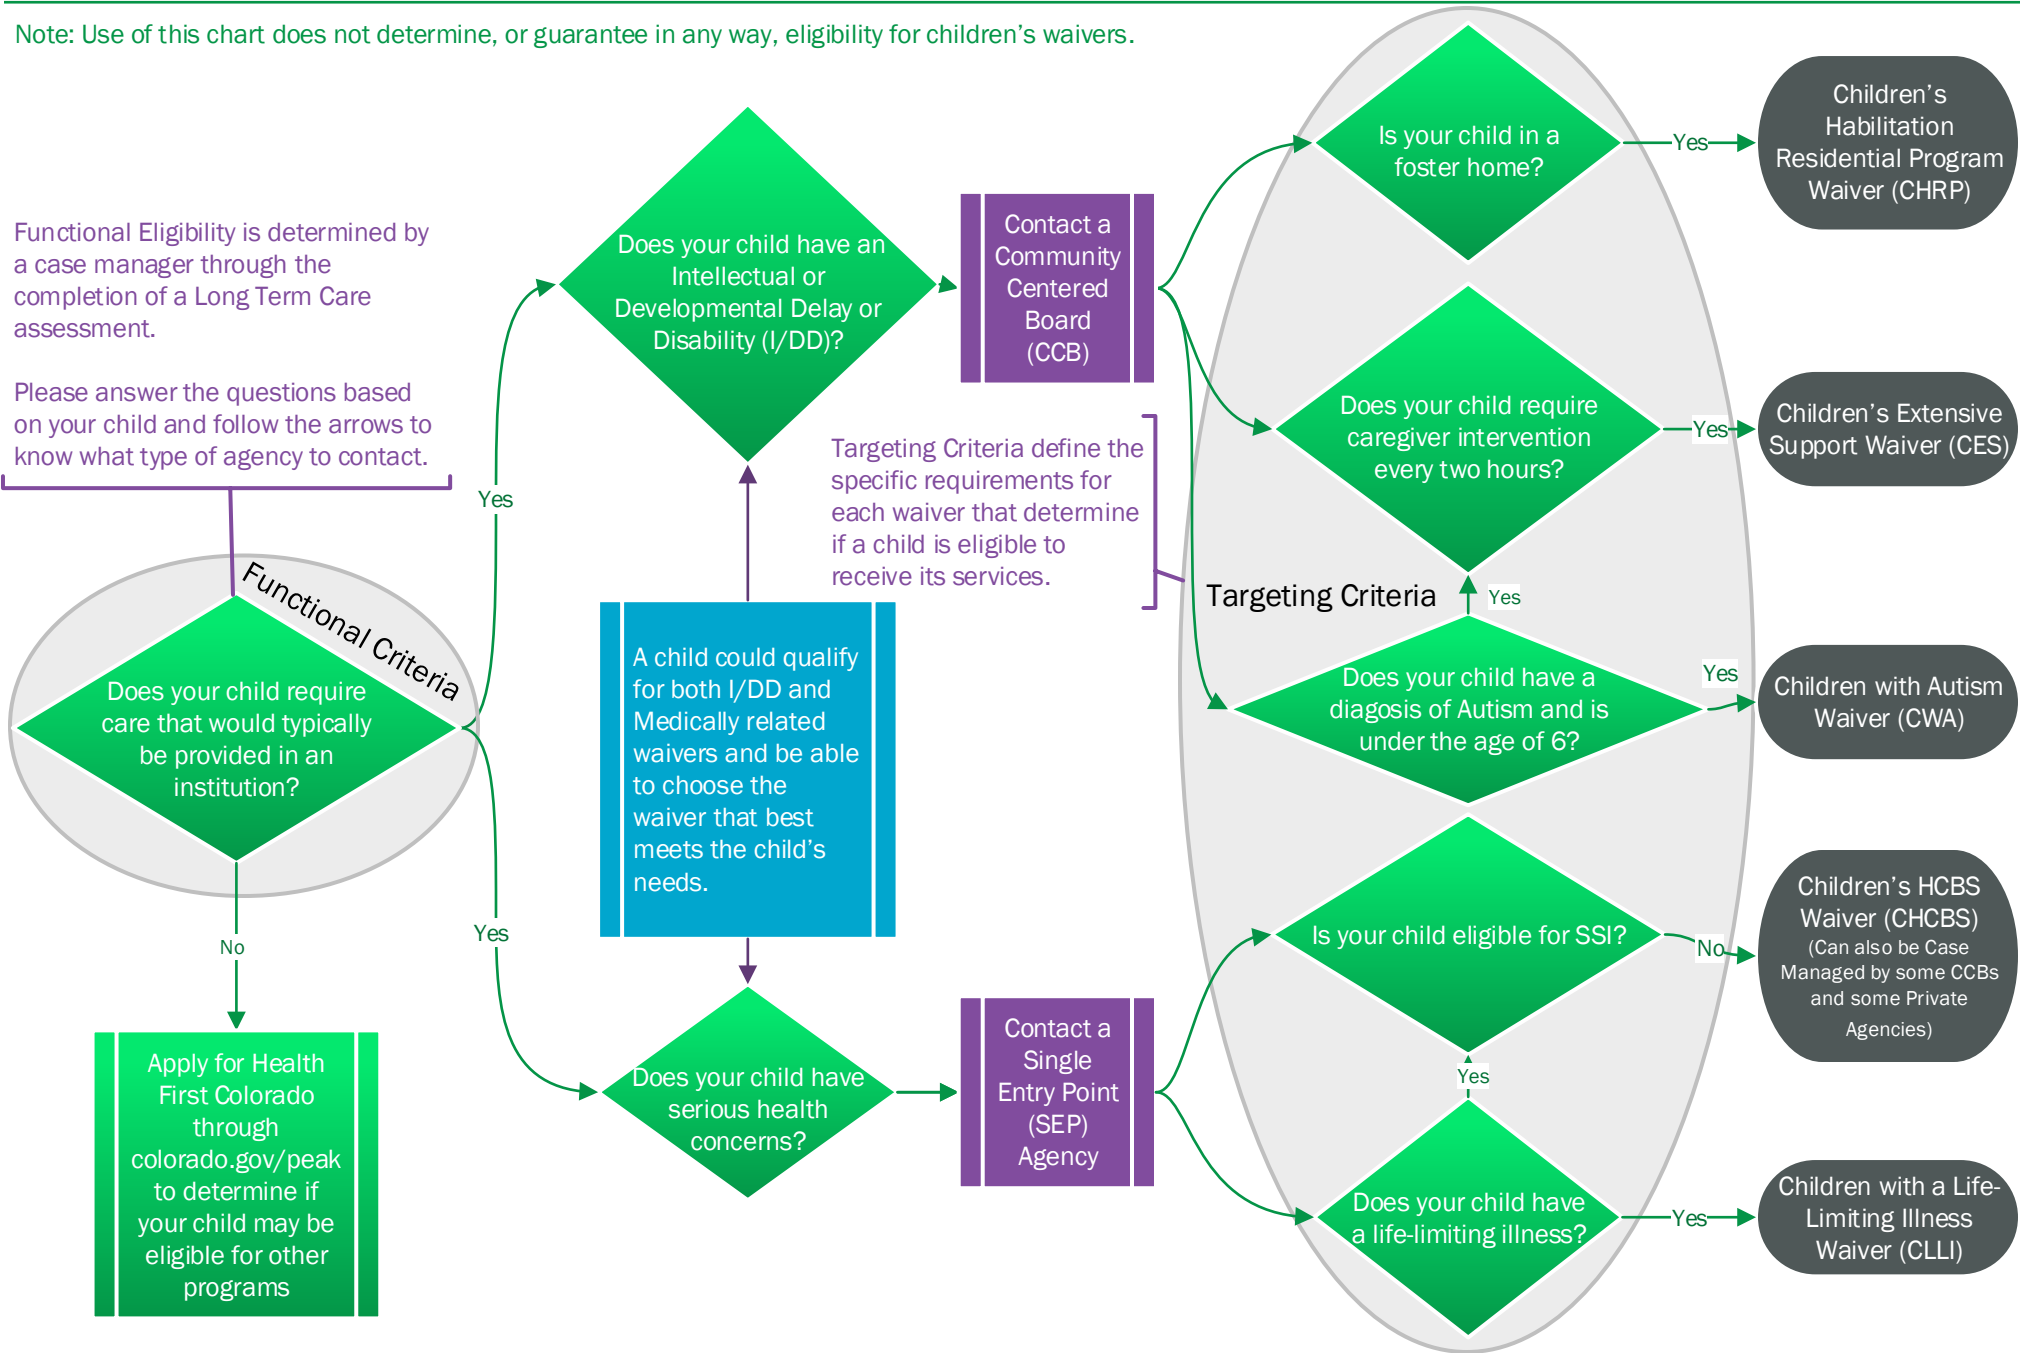 Note: Use of this chart does not determine, or guarantee in any way, eligibility for children's waivers.
Functional Eligibility is determined by
a case manager through the
completion of a Long Term Care
assessment.
Please answer the questions based
on your child and follow the arrows to
know what type of agency to contact.
Functional Criteria
Does your child require
care that would typically
be provided in an
institution?
No
Apply for Health
First Colorado
through
colorado.gov/peak
to determine if
your child may be
eligible for other
programs
Yes
Yes
Does your child have an
Intellectual or
Developmental Delay or
Disability (I/DD)?
A child could qualify
for both I/DD and
Medically related
waivers and be able
to choose the
waiver that best
meets the child's
needs.
Does your child have
serious health
concerns?
Contact a
Community
Centered
Board
(CCB)
Targeting Criteria define the
specific requirements for
each waiver that determine
if a child is eligible to
receive its services.
Contact a
Single
Entry Point
(SEP)
Agency
Targeting Criteria
Is your child in a
foster home?
Yes
Children's
Habilitation
Residential Program
Waiver (CHRP)
Does your child require
caregiver intervention
every two hours?
Yes
Children's Extensive
Support Waiver (CES)
Yes
Does your child have a
diagosis of Autism and is
under the age of 6?
Yes
Children with Autism
Waiver (CWA)
Is your child eligible for SSI?
No
Children's HCBS
Waiver (CHCBS)
(Can also be Case
Managed by some CCBs
and some Private
Agencies)
Yes
Does your child have
a life-limiting illness?
Yes
Children with a Life-
Limiting Illness
Waiver (CLLI)